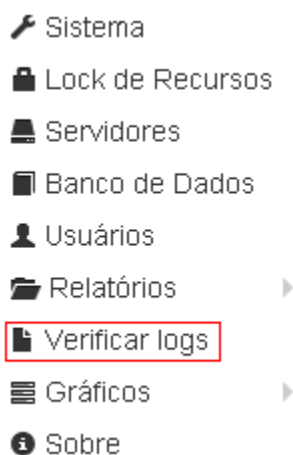 Sistema
Lock de Recursos
Servidores
Banco de Dados
Usuários
Relatórios
Verificar logs
Gráficos
Sobre